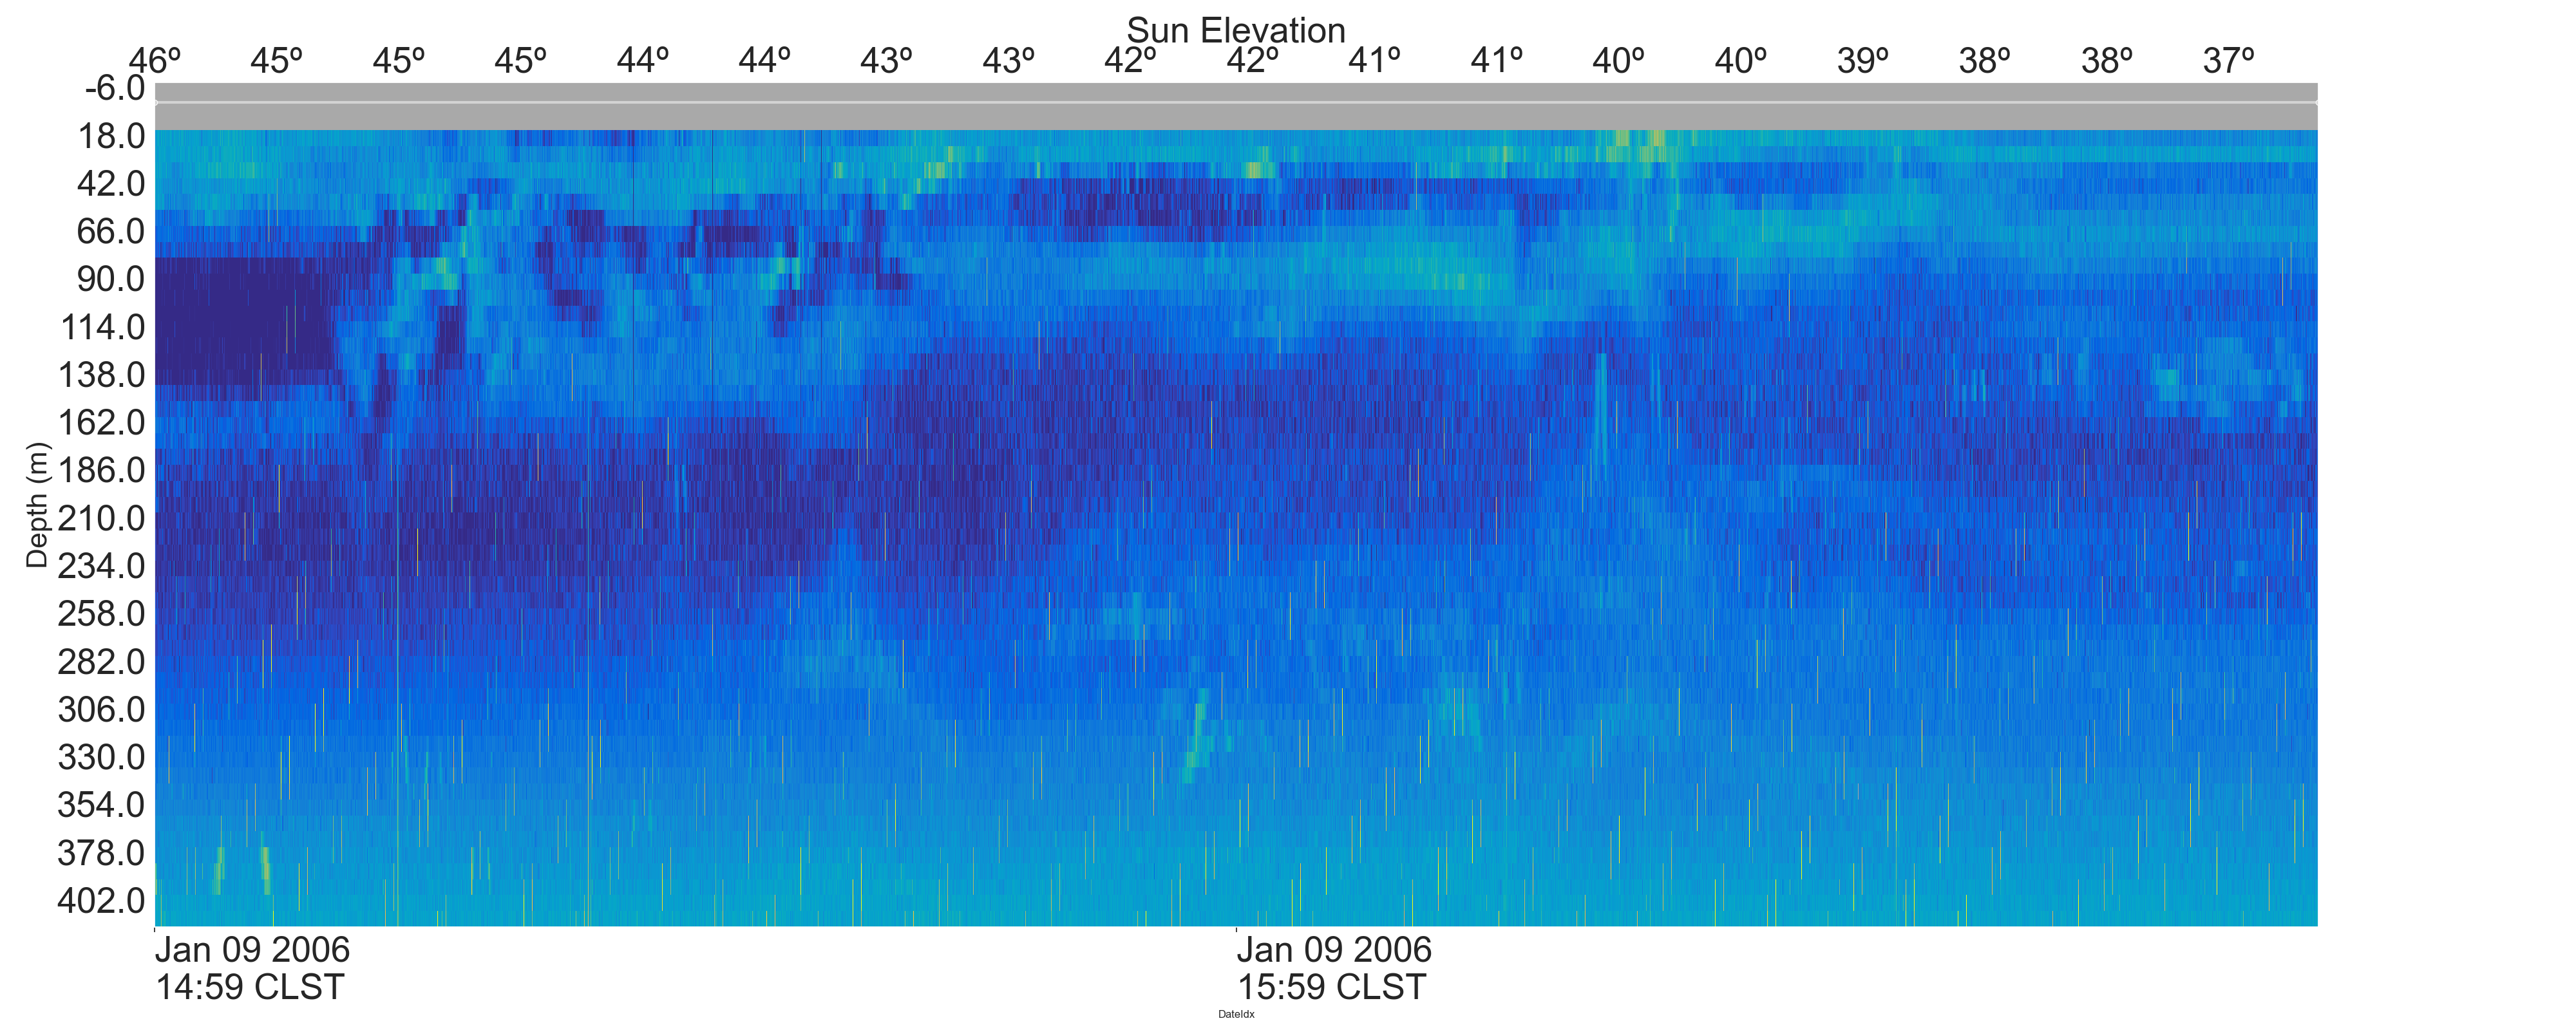 Sun Elevation
46º 45º 45º 45º 44º 44º 43º 43º 42º 42º 41º 41º 40º 40º 39º 38º 38º 37º
-6.0
18.0
42.0
66.0
90.0
114.0
138.0
162.0
186.0
210.0
234.0
258.0
282.0
306.0
330.0
354.0
378.0
402.0
Depth (m)
Jan 09 2006
14:59 CLST
Jan 09 2006
15:59 CLST
DateIdx